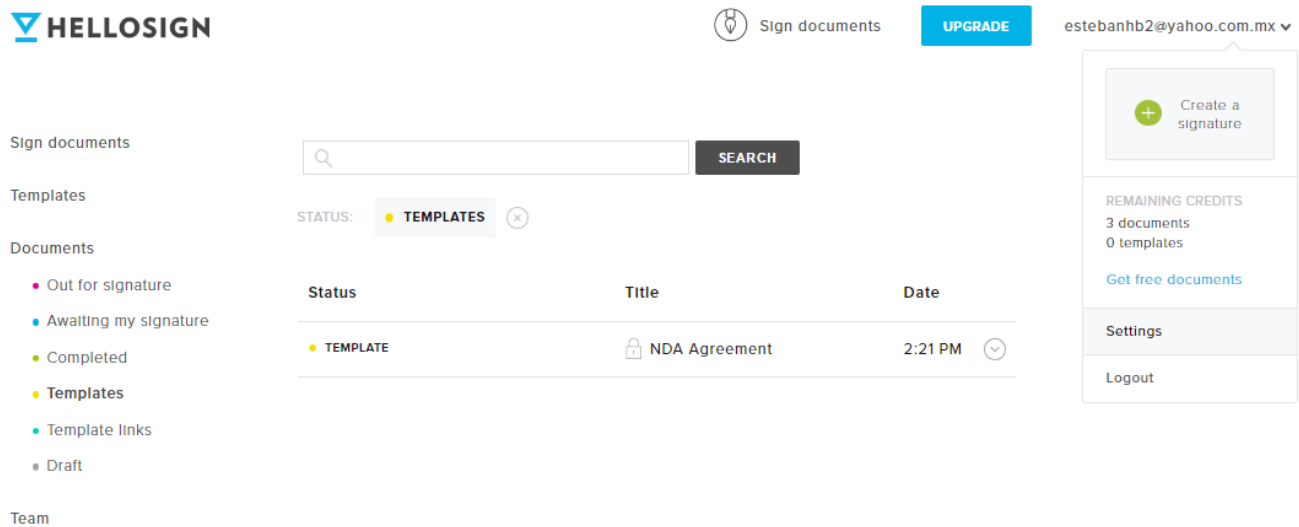 HELLOSIGN
Sign documents
UPGRADE
estebanhb2@yahoo.com.mx
Create a
signature
REMAINING CREDITS
3 documents
0 templates
Get free documents
Settings
Logout
Sign documents
Templates
Documents
Out for signature
Awaiting my signature
Completed
Templates
Template links
Draft
Team
SEARCH
STATUS: TEMPLATES
Status Title Date
TEMPLATE NDA Agreement 2:21 PM